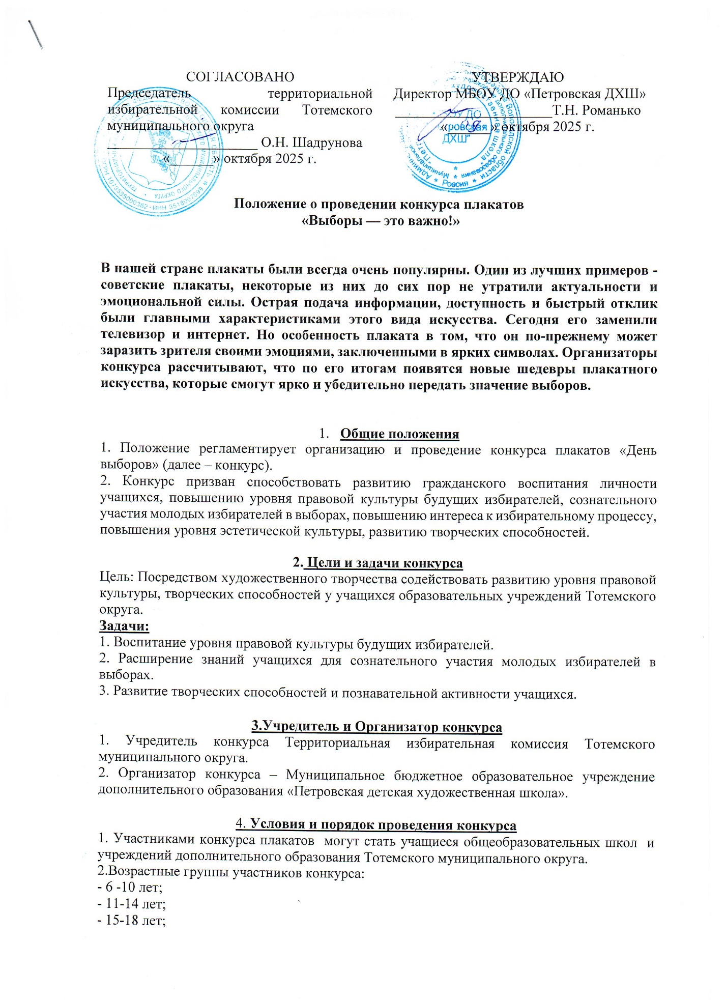 СОГЛАСОВАНО
Председатель территориальной
избирательной комиссии Тотемского
муниципального округа
О.Н. Шадрунова
«______» октября 2025 г.
УТВЕРЖДАЮ
Директор МБОУ ДО «Петровская ДХШ»
Т.Н. Романько
«______» октября 2025 г.
Положение о проведении конкурса плакатов
«Выборы — это важно!»
В нашей стране плакаты были всегда очень популярны. Один из лучших примеров -
советские плакаты, некоторые из них до сих пор не утратили актуальности и
эмоциональной силы. Острая подача информации, доступность и быстрый отклик
были главными характеристиками этого вида искусства. Сегодня его заменили
телевизор и интернет. Но особенность плаката в том, что он по-прежнему может
заразить зрителя своими эмоциями, заключенными в ярких символах. Организаторы
конкурса рассчитывают, что по его итогам появятся новые шедевры плакатного
искусства, которые смогут ярко и убедительно передать значение выборов.
1. Общие положения
1. Положение регламентирует организацию и проведение конкурса плакатов «День
выборов» (далее – конкурс).
2. Конкурс призван способствовать развитию гражданского воспитания личности
учащихся, повышению уровня правовой культуры будущих избирателей, сознательного
участия молодых избирателей в выборах, повышению интереса к избирательному процессу,
повышения уровня эстетической культуры, развитию творческих способностей.
2. Цели и задачи конкурса
Цель: Посредством художественного творчества содействовать развитию уровня правовой
культуры, творческих способностей у учащихся образовательных учреждений Тотемского
округа.
Задачи:
1. Воспитание уровня правовой культуры будущих избирателей.
2. Расширение знаний учащихся для сознательного участия молодых избирателей в
выборах.
3. Развитие творческих способностей и познавательной активности учащихся.
3.Учредитель и Организатор конкурса
1. Учредитель конкурса Территориальная избирательная комиссия Тотемского
муниципального округа.
2. Организатор конкурса – Муниципальное бюджетное образовательное учреждение
дополнительного образования «Петровская детская художественная школа».
4. Условия и порядок проведения конкурса
1. Участниками конкурса плакатов могут стать учащиеся общеобразовательных школ и
учреждений дополнительного образования Тотемского муниципального округа.
2.Возрастные группы участников конкурса:
- 6 -10 лет;
- 11-14 лет;
- 15-18 лет;